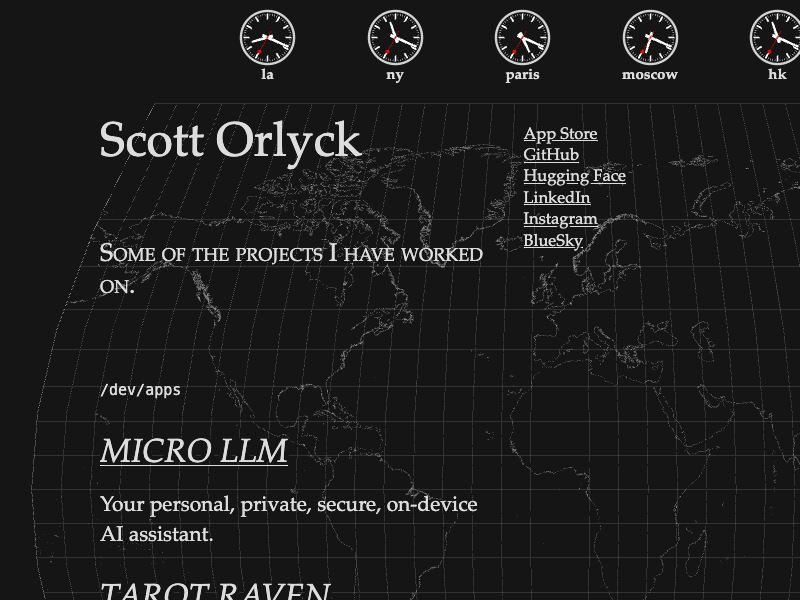 la
ny
paris
moscow
hk
Scott Orlyck
App Store
GitHub
Hugging Face
LinkedIn
Instagram
BlueSky
Some of the projects I have worked
on.
/dev/apps
MICRO LLM
Your personal, private, secure, on-device
AI assistant.
TAROT RAVEN